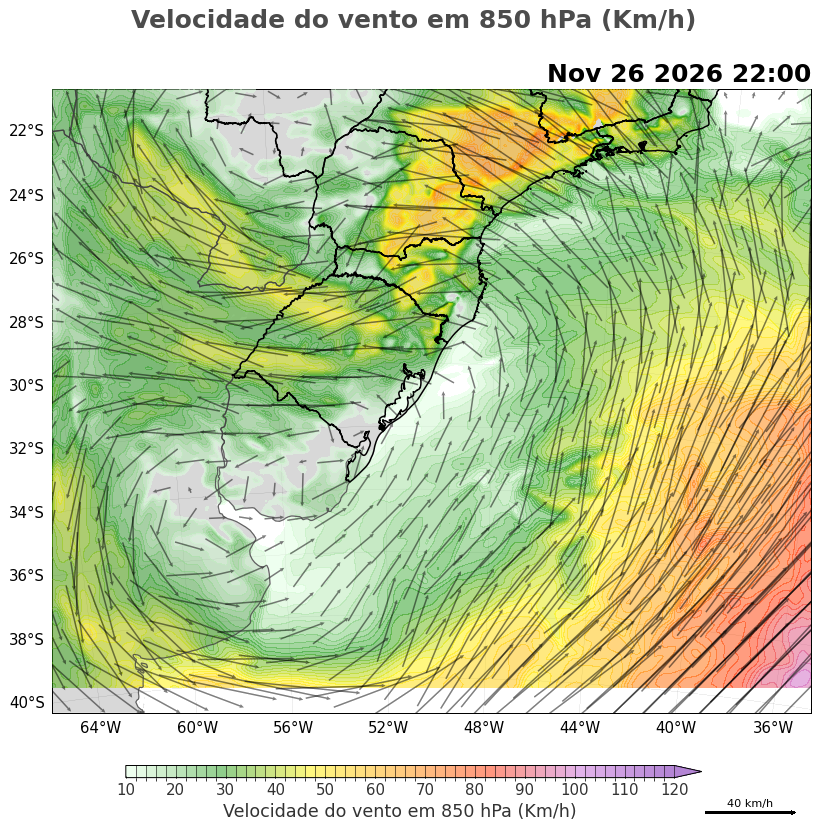 Velocidade do vento em 850 hPa (Km/h)
Nov 26 2026 22:00
22°S
24°S
26°S
28°S
30°S
32°S
34°S
36°S
38°S
40°S
64°W 60°W 56°W 52°W 48°W 44°W 40°W 36°W
10 20 30 40 50 60 70 80 90 100 110 120
Velocidade do vento em 850 hPa (Km/h)
40 km/h